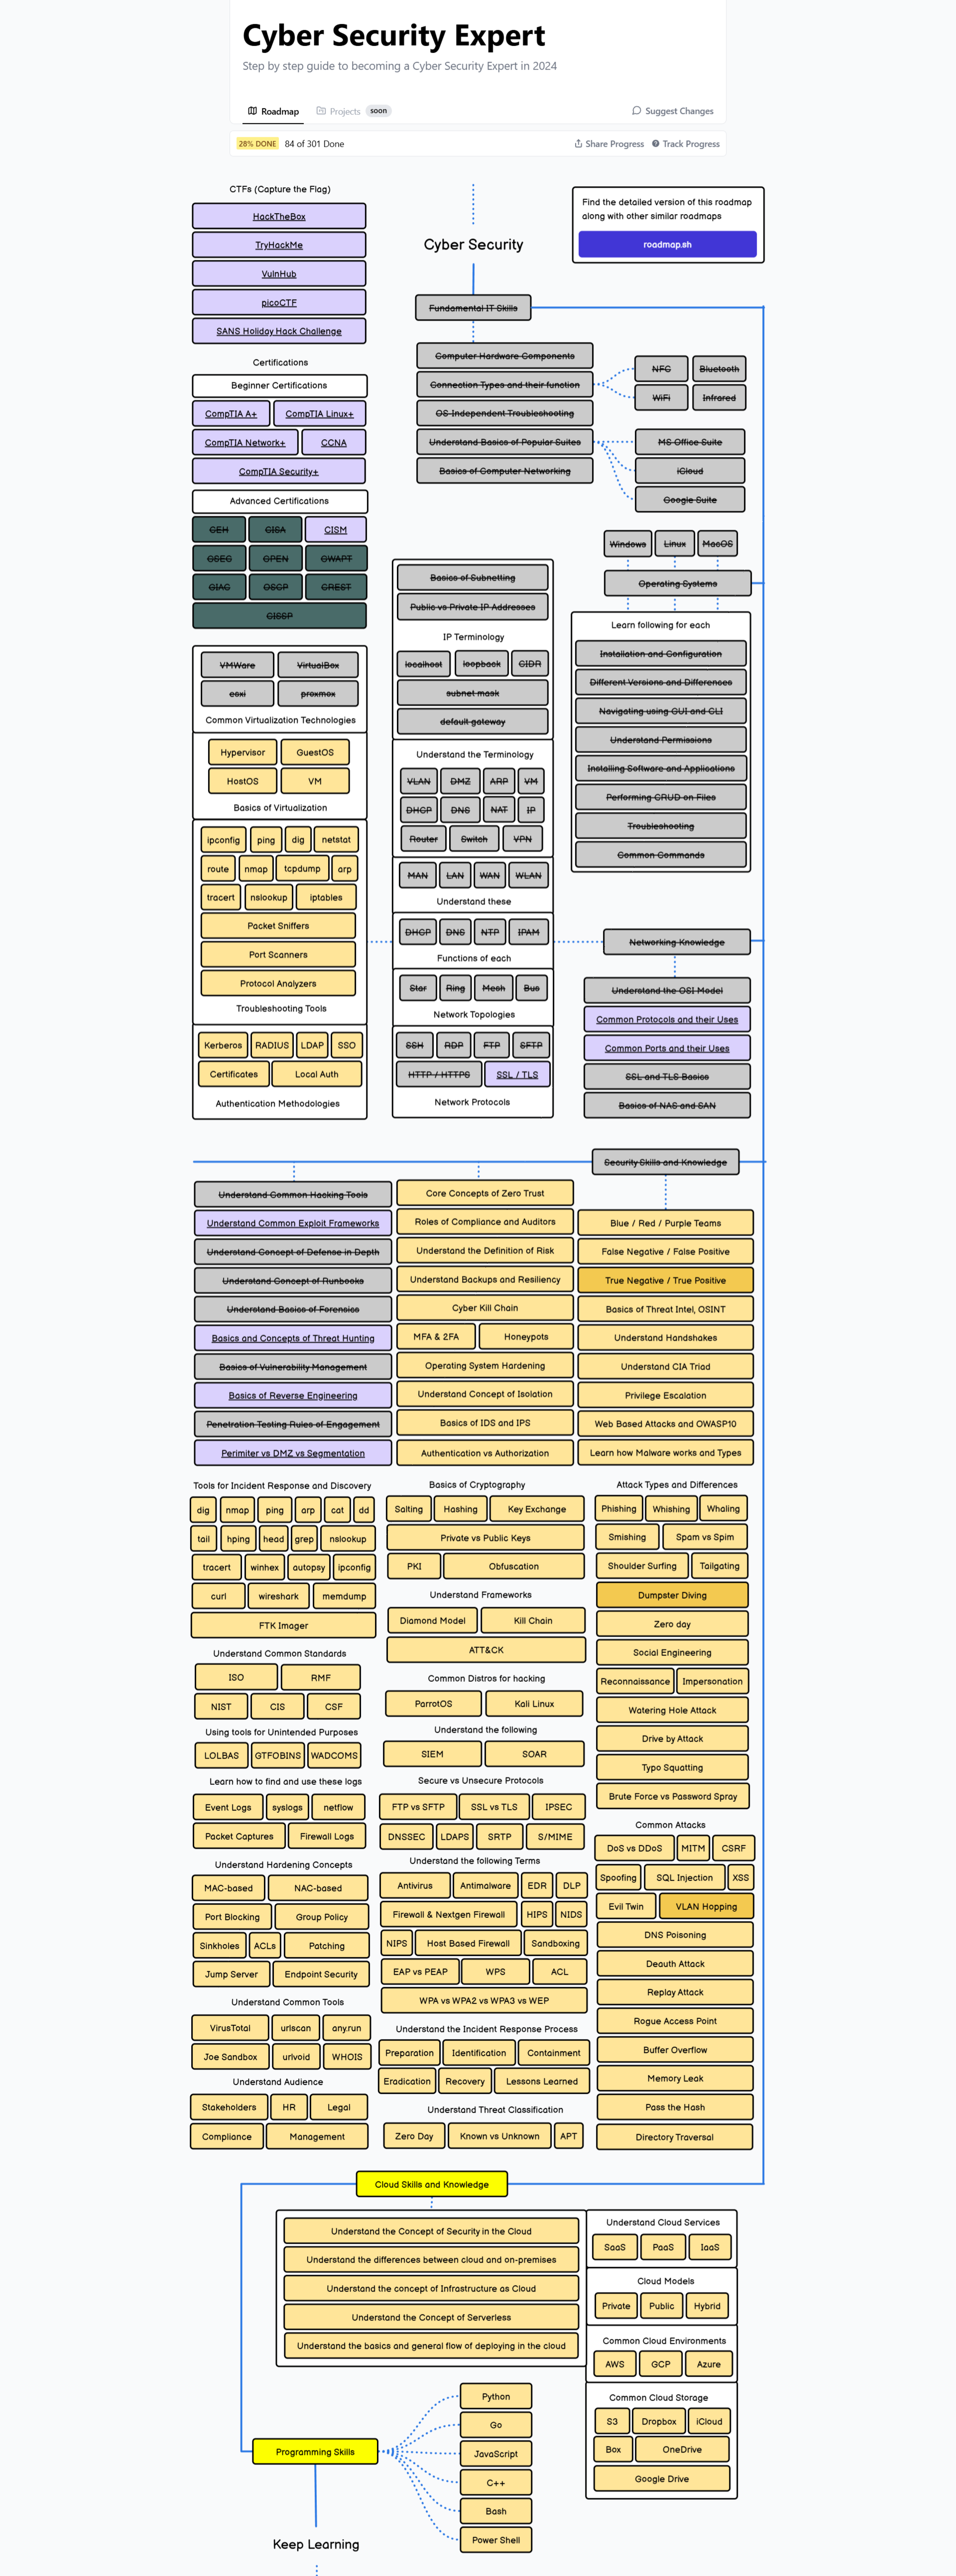 Cyber Security Expert
Step by step guide to becoming a Cyber Security Expert in 2024
Roadmap
Projects
soon
Suggest Changes
28% DONE
84 of 301 Done
Share Progress
Track Progress
CTFs (Capture the Flag)
HackTheBox
TryHackMe
VulnHub
picoCTF
SANS Holiday Hack Challenge
Certifications
Beginner Certifications
CompTIA A+
CompTIA Linux+
CompTIA Network+
CCNA
CompTIA Security+
Advanced Certifications
CEH
CISA
CISM
GSEC
GPEN
GWAPT
GIAC
OSCP
CREST
CISSP
Cyber Security
Find the detailed version of this roadmap
along with other similar roadmaps
roadmap.sh
Fundamental IT Skills
Computer Hardware Components
Connection Types and their function
OS-Independent Troubleshooting
Understand Basics of Popular Suites
Basics of Computer Networking
NFC
Bluetooth
WiFi
Infrared
MS Office Suite
iCloud
Google Suite
Windows
Linux
MacOS
Operating Systems
Learn following for each
Installation and Configuration
Different Versions and Differences
Navigating using GUI and CLI
Understand Permissions
Installing Software and Applications
Performing CRUD on Files
Troubleshooting
Common Commands
VMWare
VirtualBox
esxi
proxmox
Common Virtualization Technologies
Hypervisor
GuestOS
HostOS
VM
Basics of Virtualization
ipconfig
ping
dig
netstat
route
nmap
tcpdump
arp
tracert
nslookup
iptables
Packet Sniffers
Port Scanners
Protocol Analyzers
Troubleshooting Tools
Kerberos
RADIUS
LDAP
SSO
Certificates
Local Auth
Authentication Methodologies
Basics of Subnetting
Public vs Private IP Addresses
IP Terminology
localhost
loopback
CIDR
subnet mask
default gateway
Understand the Terminology
VLAN
DMZ
ARP
VM
DHCP
DNS
NAT
IP
Router
Switch
VPN
MAN
LAN
WAN
WLAN
Understand these
DHCP
DNS
NTP
IPAM
Functions of each
Star
Ring
Mesh
Bus
Network Topologies
SSH
RDP
FTP
SFTP
HTTP / HTTPS
SSL / TLS
Network Protocols
Networking Knowledge
Understand the OSI Model
Common Protocols and their Uses
Common Ports and their Uses
SSL and TLS Basics
Basics of NAS and SAN
Security Skills and Knowledge
Understand Common Hacking Tools
Understand Common Exploit Frameworks
Understand Concept of Defense in Depth
Understand Concept of Runbooks
Understand Basics of Forensics
Basics and Concepts of Threat Hunting
Basics of Vulnerability Management
Basics of Reverse Engineering
Penetration Testing Rules of Engagement
Perimiter vs DMZ vs Segmentation
Core Concepts of Zero Trust
Roles of Compliance and Auditors
Understand the Definition of Risk
Understand Backups and Resiliency
Cyber Kill Chain
MFA & 2FA
Honeypots
Operating System Hardening
Understand Concept of Isolation
Basics of IDS and IPS
Authentication vs Authorization
Blue / Red / Purple Teams
False Negative / False Positive
True Negative / True Positive
Basics of Threat Intel, OSINT
Understand Handshakes
Understand CIA Triad
Privilege Escalation
Web Based Attacks and OWASP10
Learn how Malware works and Types
Tools for Incident Response and Discovery
dig
nmap
ping
arp
cat
dd
tail
hping
head
grep
nslookup
tracert
winhex
autopsy
ipconfig
curl
wireshark
memdump
FTK Imager
Understand Common Standards
ISO
RMF
NIST
CIS
CSF
Using tools for Unintended Purposes
LOLBAS
GTFOBINS
WADCOMS
Learn how to find and use these logs
Event Logs
syslogs
netflow
Packet Captures
Firewall Logs
Understand Hardening Concepts
MAC-based
NAC-based
Port Blocking
Group Policy
Sinkholes
ACLs
Patching
Jump Server
Endpoint Security
Understand Common Tools
VirusTotal
urlscan
any.run
Joe Sandbox
urlvoid
WHOIS
Understand Audience
Stakeholders
HR
Legal
Compliance
Management
Basics of Cryptography
Salting
Hashing
Key Exchange
Private vs Public Keys
PKI
Obfuscation
Understand Frameworks
Diamond Model
Kill Chain
ATT&CK
Common Distros for hacking
ParrotOS
Kali Linux
Understand the following
SIEM
SOAR
Secure vs Unsecure Protocols
FTP vs SFTP
SSL vs TLS
IPSEC
DNSSEC
LDAPS
SRTP
S/MIME
Understand the following Terms
Antivirus
Antimalware
EDR
DLP
Firewall & Nextgen Firewall
HIPS
NIDS
NIPS
Host Based Firewall
Sandboxing
EAP vs PEAP
WPS
ACL
WPA vs WPA2 vs WPA3 vs WEP
Understand the Incident Response Process
Preparation
Identification
Containment
Eradication
Recovery
Lessons Learned
Understand Threat Classification
Zero Day
Known vs Unknown
APT
Attack Types and Differences
Phishing
Whishing
Whaling
Smishing
Spam vs Spim
Shoulder Surfing
Tailgating
Dumpster Diving
Zero day
Social Engineering
Reconnaissance
Impersonation
Watering Hole Attack
Drive by Attack
Typo Squatting
Brute Force vs Password Spray
Common Attacks
DoS vs DDoS
MITM
CSRF
Spoofing
SQL Injection
XSS
Evil Twin
VLAN Hopping
DNS Poisoning
Deauth Attack
Replay Attack
Rogue Access Point
Buffer Overflow
Memory Leak
Pass the Hash
Directory Traversal
Cloud Skills and Knowledge
Understand the Concept of Security in the Cloud
Understand the differences between cloud and on-premises
Understand the concept of Infrastructure as Cloud
Understand the Concept of Serverless
Understand the basics and general flow of deploying in the cloud
Understand Cloud Services
SaaS
PaaS
IaaS
Cloud Models
Private
Public
Hybrid
Common Cloud Environments
AWS
GCP
Azure
Common Cloud Storage
S3
Dropbox
iCloud
Box
OneDrive
Google Drive
Programming Skills
Python
Go
JavaScript
C++
Bash
Power Shell
Keep Learning